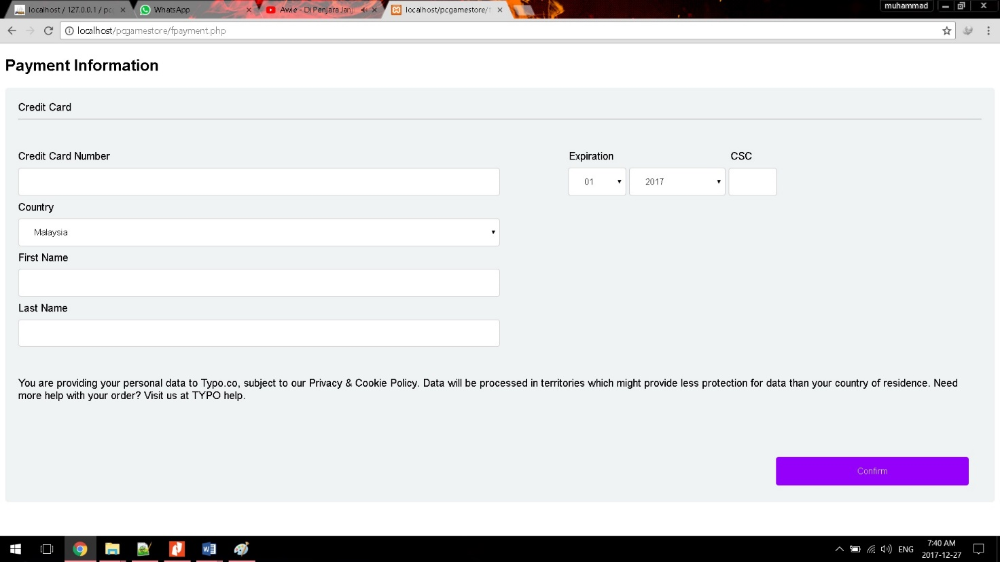 localhost / 127.0.0.1 / pc
WhatsApp
Awie - Di Penjara Janj
localhost/pcgamestore/f
muhammad
localhost/pcgamestore/fpayment.php
Payment Information
Credit Card
Credit Card Number
Expiration
CSC
01
2017
Country
Malaysia
First Name
Last Name
You are providing your personal data to Typo.co, subject to our Privacy & Cookie Policy. Data will be processed in territories which might provide less protection for data than your country of residence. Need
more help with your order? Visit us at TYPO help.
Confirm
ENG
7:40 AM
2017-12-27